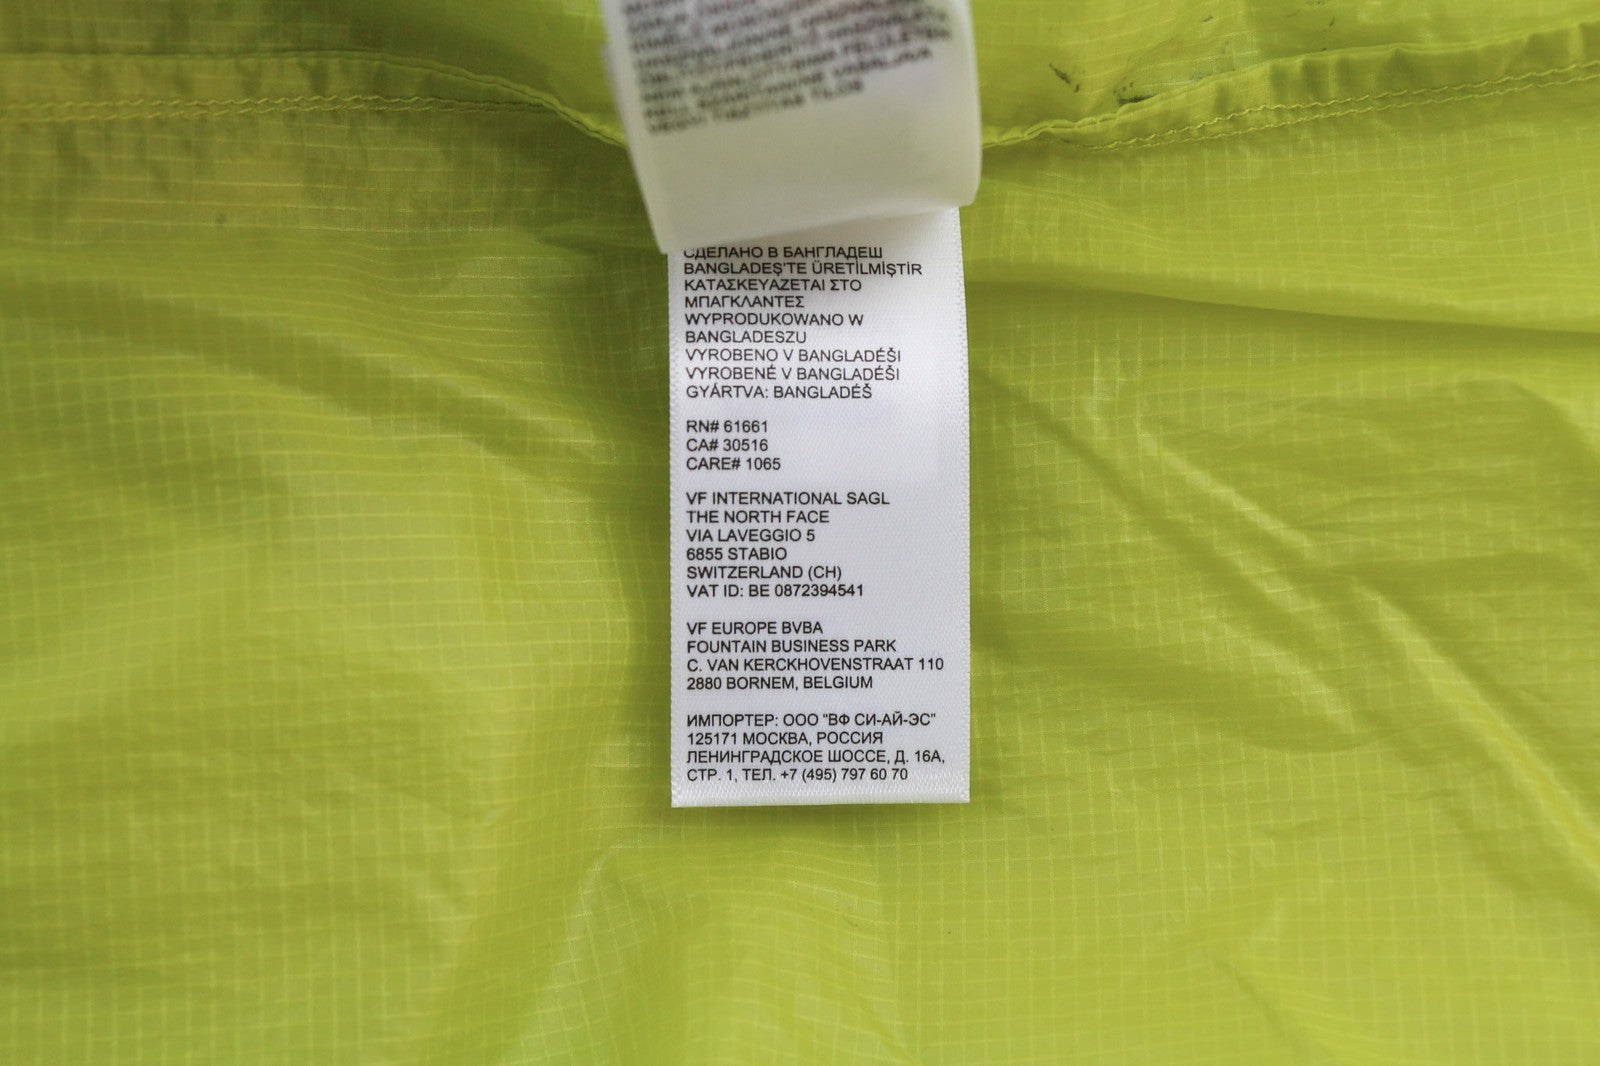 СДЕЛАНО В БАНГЛАДЕШ
BANGLADEŞ'TE ÜRETİLMİŞTİR
ΚΑΤΑΣΚΕΥΑΖΕΤΑΙ ΣΤΟ
ΜΠΑΓΚΛΑΝΤΕΣ
WYPRODUKOWANO W
BANGLADESZU
VYROBENO V BANGLADÉŠI
VYROBENÉ V BANGLADÉŠI
GYÁRTVA: BANGLADÉŠ
RN# 61661
CA# 30516
CARE# 1065
VF INTERNATIONAL SAGL
THE NORTH FACE
VIA LAVEGGIO 5
6855 STABIO
SWITZERLAND (CH)
VAT ID: BE 0872394541
VF EUROPE BVBA
FOUNTAIN BUSINESS PARK
C. VAN KERCKHOVENSTRAAT 110
2880 BORNEM, BELGIUM
ИМПОРТЕР: ООО "ВФ СИ-АЙ-ЭС"
125171 МОСКВА, РОССИЯ
ЛЕНИНГРАДСКОЕ ШОССЕ, Д. 16А,
СТР. 1, ТЕЛ. +7 (495) 797 60 70